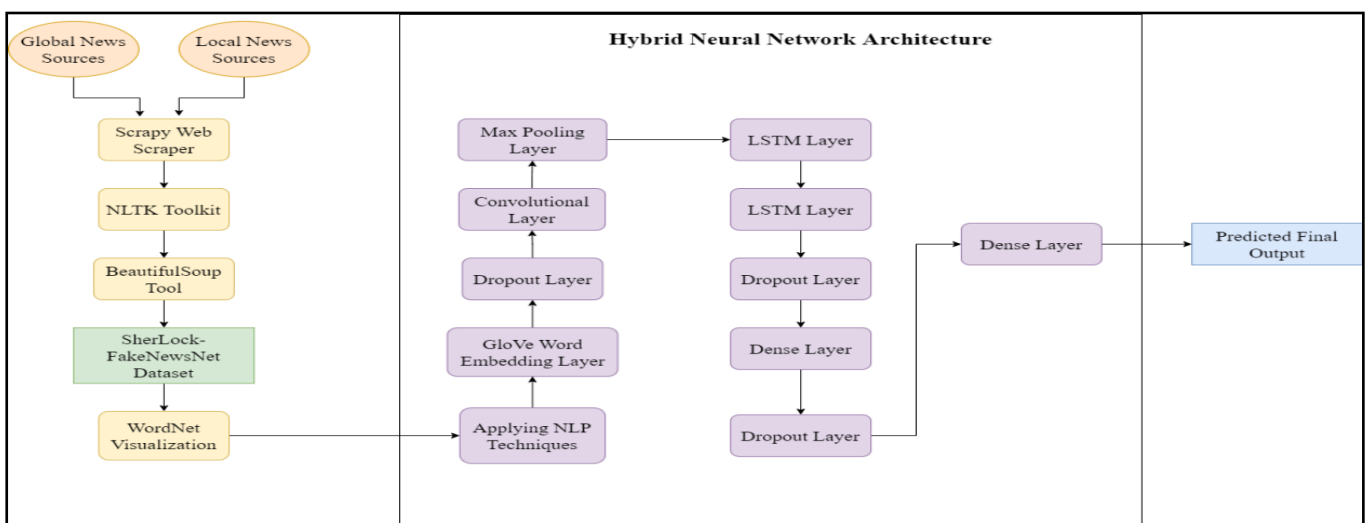 Global News
Sources
Local News
Sources
Scrapy Web
Scraper
NLTK Toolkit
BeautifulSoup
Tool
SherLock-
FakeNewsNet
Dataset
WordNet
Visualization
Hybrid Neural Network Architecture
Applying NLP
Techniques
GloVe Word
Embedding Layer
Dropout Layer
Convolutional
Layer
Max Pooling
Layer
LSTM Layer
LSTM Layer
Dropout Layer
Dense Layer
Dropout Layer
Dense Layer
Predicted Final
Output